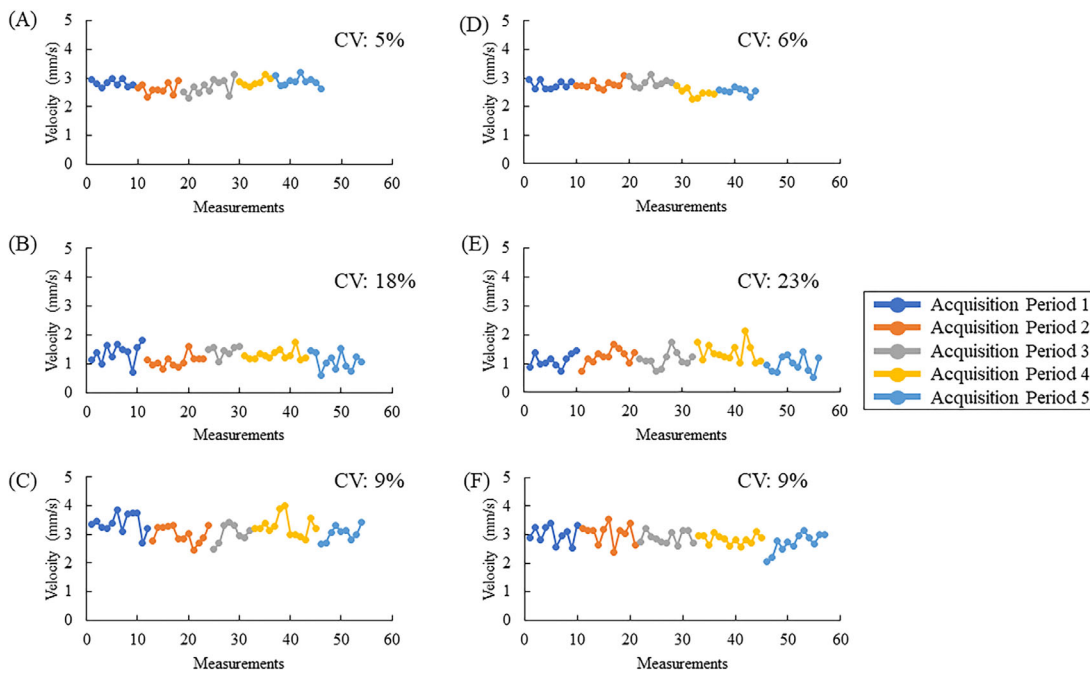 (A)
CV: 5%
Velocity (mm/s)
5
4
3
2
1
0
0 10 20 30 40 50 60
Measurements
(D)
CV: 6%
Velocity (mm/s)
5
4
3
2
1
0
0 10 20 30 40 50 60
Measurements
(B)
CV: 18%
Velocity (mm/s)
5
4
3
2
1
0
0 10 20 30 40 50 60
Measurements
(E)
CV: 23%
Velocity (mm/s)
5
4
3
2
1
0
0 10 20 30 40 50 60
Measurements
Acquisition Period 1
Acquisition Period 2
Acquisition Period 3
Acquisition Period 4
Acquisition Period 5
(C)
CV: 9%
Velocity (mm/s)
5
4
3
2
1
0
0 10 20 30 40 50 60
Measurements
(F)
CV: 9%
Velocity (mm/s)
5
4
3
2
1
0
0 10 20 30 40 50 60
Measurements